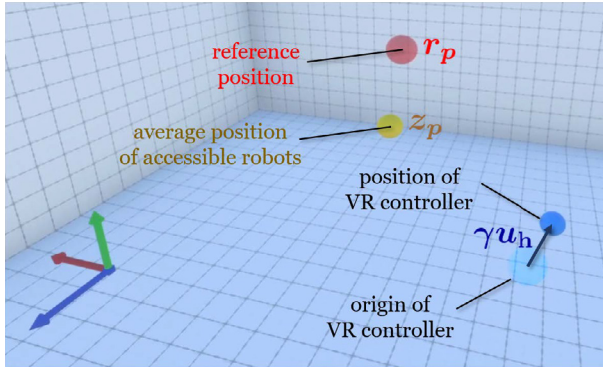 reference
position
r_p
average position
of accessible robots
z_p
position of
VR controller
γu_h
origin of
VR controller